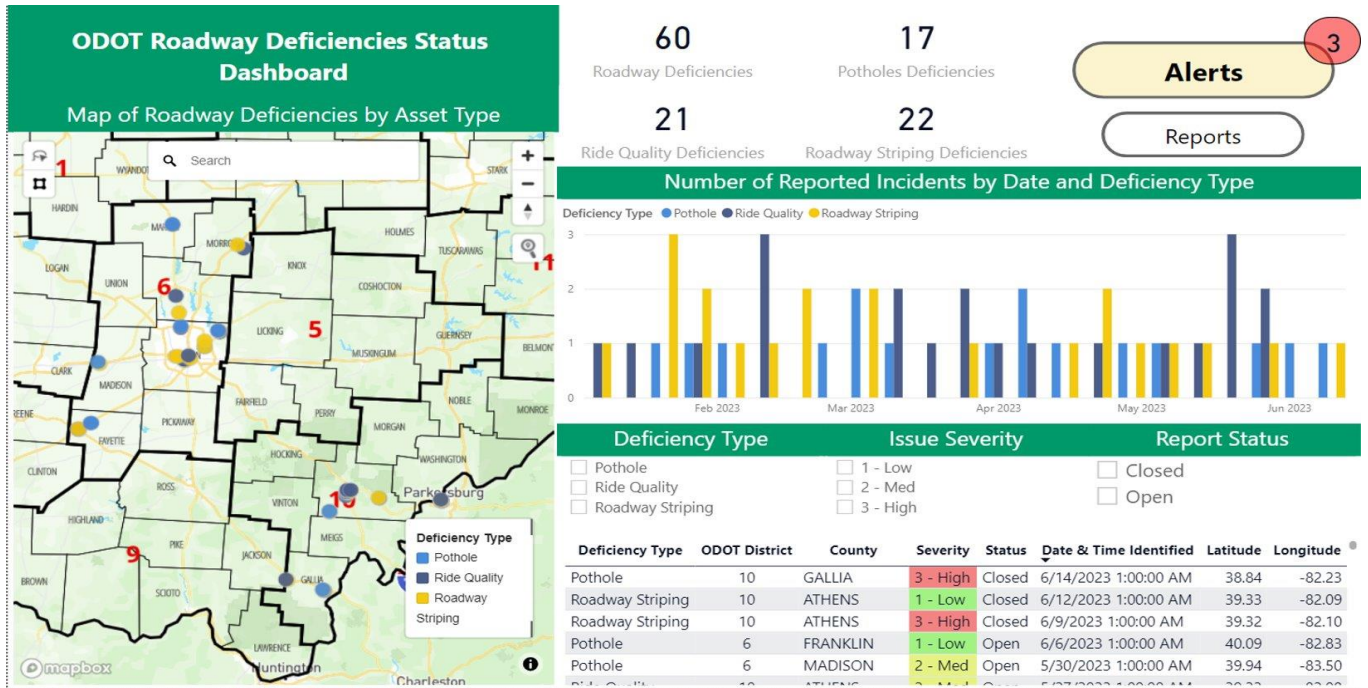 ODOT Roadway Deficiencies Status
Dashboard
Map of Roadway Deficiencies by Asset Type
60
Roadway Deficiencies
17
Potholes Deficiencies
21
Ride Quality Deficiencies
22
Roadway Striping Deficiencies
3
Alerts
Reports
Search
1
WYANDOT
STARK
HARDIN
MORRO
HOLMES
TUSCARAWAS
11
LOGAN
UNION
6
KNOX
COSHOCTON
LICKING
5
GUERNSEY
MUSKINGUM
BELMON
CLARK
MADISON
FAIRFIELD
PERRY
NOBLE
MONROE
PICKAWAY
MORGAN
FAYETTE
HOCKING
WASHINGTON
CLINTON
ROSS
VINTON
10
Parkersburg
HIGHLAND
MEIGS
9
PIKE
JACKSON
GALLIA
BROWN
SCIOTO
LAWRENCE
Huntington
Charleston
Deficiency Type
Pothole
Ride Quality
Roadway
Striping
mapbox
Number of Reported Incidents by Date and Deficiency Type
Deficiency Type Pothole Ride Quality Roadway Striping
3
2
1
0
Feb 2023 Mar 2023 Apr 2023 May 2023 Jun 2023
Deficiency Type
Pothole
Ride Quality
Roadway Striping
Issue Severity
1 - Low
2 - Med
3 - High
Report Status
Closed
Open
Deficiency Type ODOT District County Severity Status Date & Time Identified Latitude Longitude
Pothole 10 GALLIA 3 - High Closed 6/14/2023 1:00:00 AM 38.84 -82.23
Roadway Striping 10 ATHENS 1 - Low Closed 6/12/2023 1:00:00 AM 39.33 -82.09
Roadway Striping 10 ATHENS 3 - High Closed 6/9/2023 1:00:00 AM 39.32 -82.10
Pothole 6 FRANKLIN 1 - Low Open 6/6/2023 1:00:00 AM 40.09 -82.83
Pothole 6 MADISON 2 - Med Open 5/30/2023 1:00:00 AM 39.94 -83.50